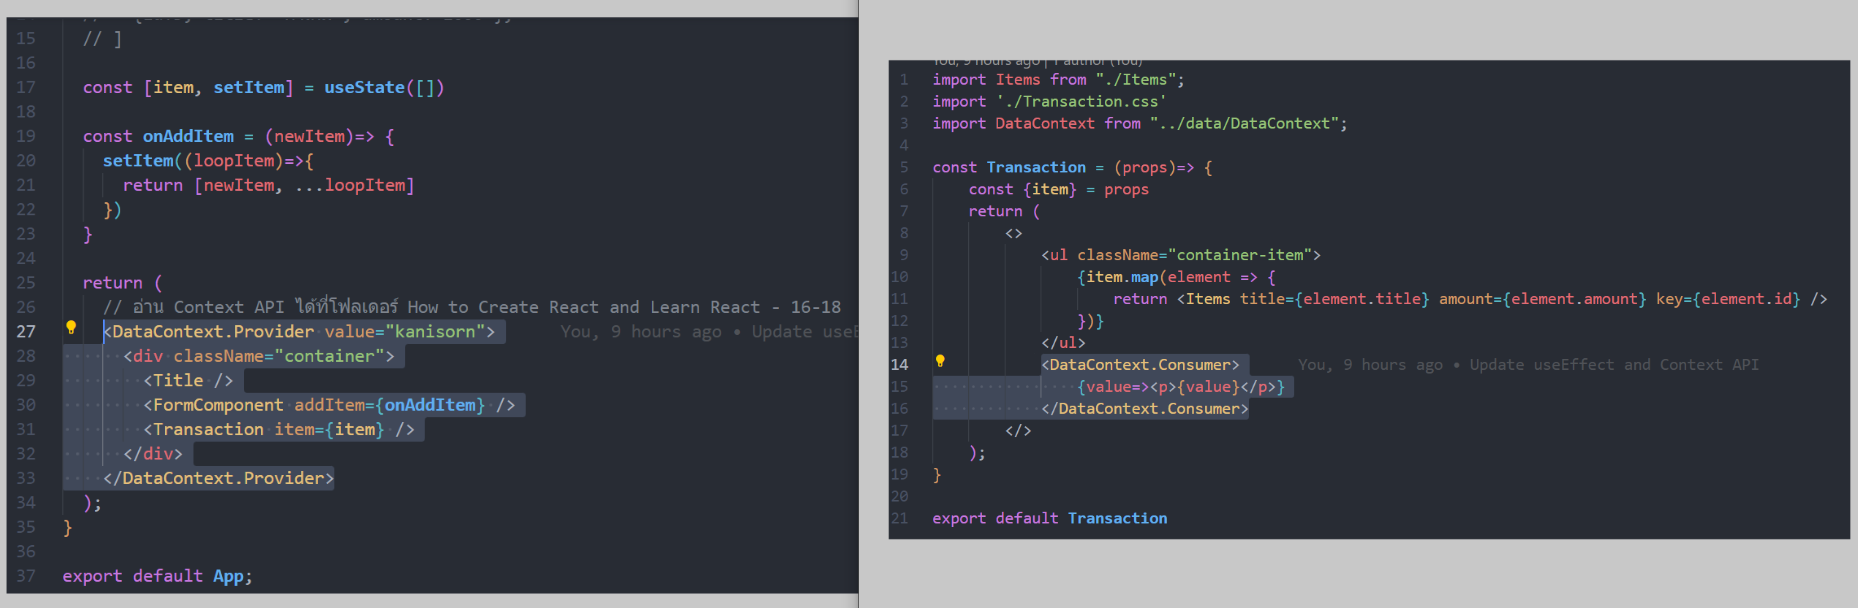 15 // ]
16
17 const [item, setItem] = useState([])
18
19 const onAddItem = (newItem)=> {
20 setItem((loopItem)=>{
21 return [newItem, ...loopItem]
22 })
23 }
24
25 return (
26 // อ่าน Context API ได้ที่โฟลเดอร์ How to Create React and Learn React - 16-18
27 <DataContext.Provider value="kanisorn"> You, 9 hours ago • Update useE
28 <div className="container">
29 <Title />
30 <FormComponent addItem={onAddItem} />
31 <Transaction item={item} />
32 </div>
33 </DataContext.Provider>
34 );
35 }
36
37 export default App;
You, 9 hours ago | 1 author (You)
1 import Items from "./Items";
2 import './Transaction.css'
3 import DataContext from "../data/DataContext";
4
5 const Transaction = (props)=> {
6 const {item} = props
7 return (
8 <>
9 <ul className="container-item">
10 {item.map(element => {
11 return <Items title={element.title} amount={element.amount} key={element.id} />
12 })}
13 </ul>
14 <DataContext.Consumer> You, 9 hours ago • Update useEffect and Context API
15 {value=><p>{value}</p>}
16 </DataContext.Consumer>
17 </>
18 );
19 }
20
21 export default Transaction